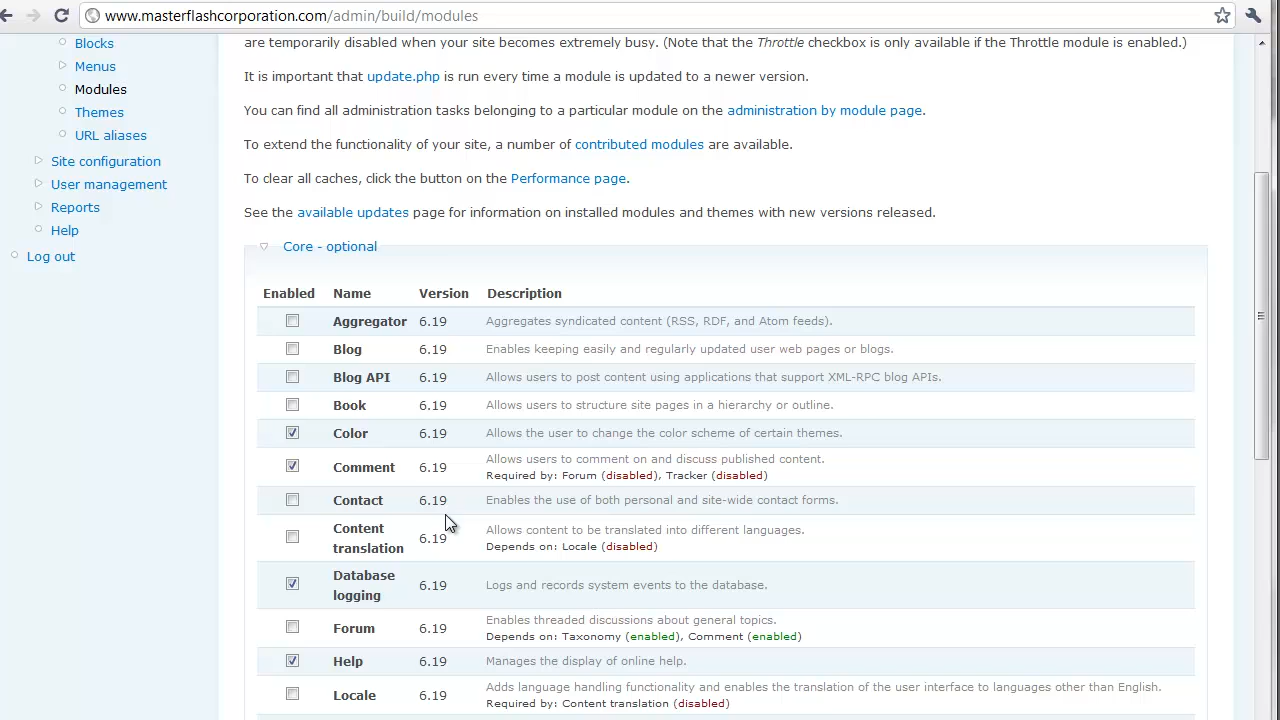 www.masterflashcorporation.com/admin/build/modules
Blocks
Menus
Modules
Themes
URL aliases
Site configuration
User management
Reports
Help
Log out
are temporarily disabled when your site becomes extremely busy. (Note that the Throttle checkbox is only available if the Throttle module is enabled.)
It is important that update.php is run every time a module is updated to a newer version.
You can find all administration tasks belonging to a particular module on the administration by module page.
To extend the functionality of your site, a number of contributed modules are available.
To clear all caches, click the button on the Performance page.
See the available updates page for information on installed modules and themes with new versions released.
Core - optional
Enabled Name Version Description
Aggregator 6.19 Aggregates syndicated content (RSS, RDF, and Atom feeds).
Blog 6.19 Enables keeping easily and regularly updated user web pages or blogs.
Blog API 6.19 Allows users to post content using applications that support XML-RPC blog APIs.
Book 6.19 Allows users to structure site pages in a hierarchy or outline.
Color 6.19 Allows the user to change the color scheme of certain themes.
Comment 6.19 Allows users to comment on and discuss published content.
Required by: Forum (disabled), Tracker (disabled)
Contact 6.19 Enables the use of both personal and site-wide contact forms.
Content translation 6.19 Allows content to be translated into different languages.
Depends on: Locale (disabled)
Database logging 6.19 Logs and records system events to the database.
Forum 6.19 Enables threaded discussions about general topics.
Depends on: Taxonomy (enabled), Comment (enabled)
Help 6.19 Manages the display of online help.
Locale 6.19 Adds language handling functionality and enables the translation of the user interface to languages other than English.
Required by: Content translation (disabled)